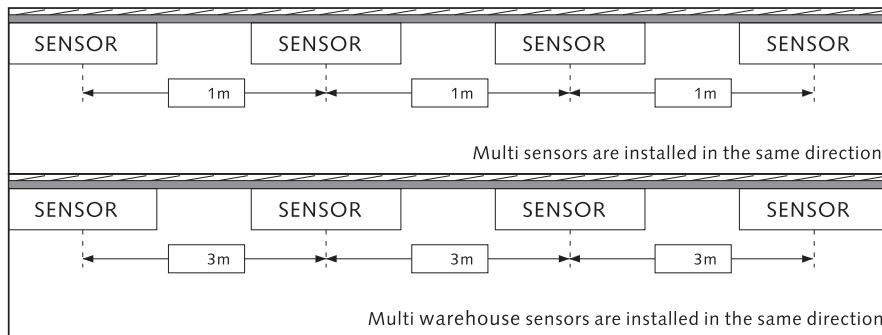 SENSOR SENSOR SENSOR SENSOR
1m 1m 1m
Multi sensors are installed in the same direction
SENSOR SENSOR SENSOR SENSOR
3m 3m 3m
Multi warehouse sensors are installed in the same direction